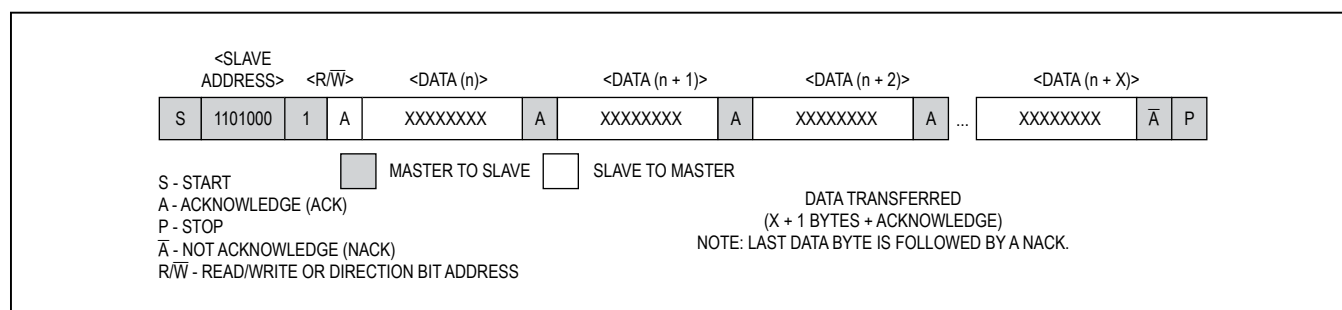 <SLAVE
ADDRESS> <R/W̅> <DATA (n)> <DATA (n + 1)> <DATA (n + 2)> <DATA (n + X)>
S 1101000 1 A XXXXXXXX A XXXXXXXX A XXXXXXXX A ... XXXXXXXX A̅ P
MASTER TO SLAVE SLAVE TO MASTER
S - START
A - ACKNOWLEDGE (ACK)
P - STOP
A̅ - NOT ACKNOWLEDGE (NACK)
R/W̅ - READ/WRITE OR DIRECTION BIT ADDRESS
DATA TRANSFERRED
(X + 1 BYTES + ACKNOWLEDGE)
NOTE: LAST DATA BYTE IS FOLLOWED BY A NACK.